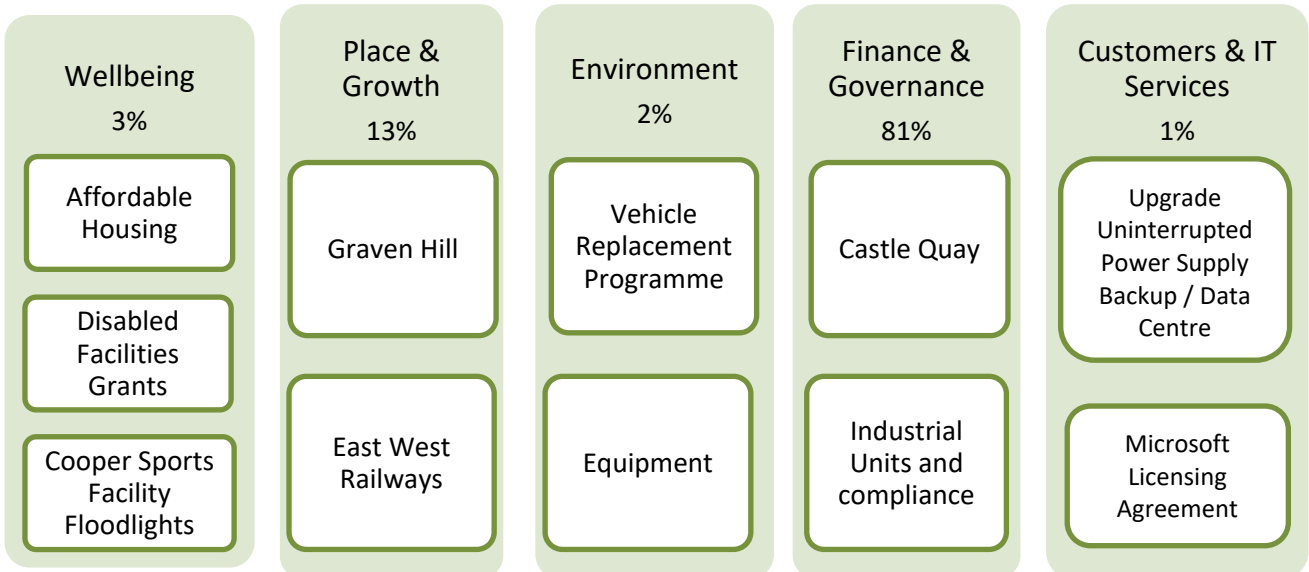 Wellbeing
3%
Affordable
Housing
Disabled
Facilities
Grants
Cooper Sports
Facility
Floodlights
Place &
Growth
13%
Graven Hill
East West
Railways
Environment
2%
Vehicle
Replacement
Programme
Equipment
Finance &
Governance
81%
Castle Quay
Industrial
Units and
compliance
Customers & IT
Services
1%
Upgrade
Uninterrupted
Power Supply
Backup / Data
Centre
Microsoft
Licensing
Agreement